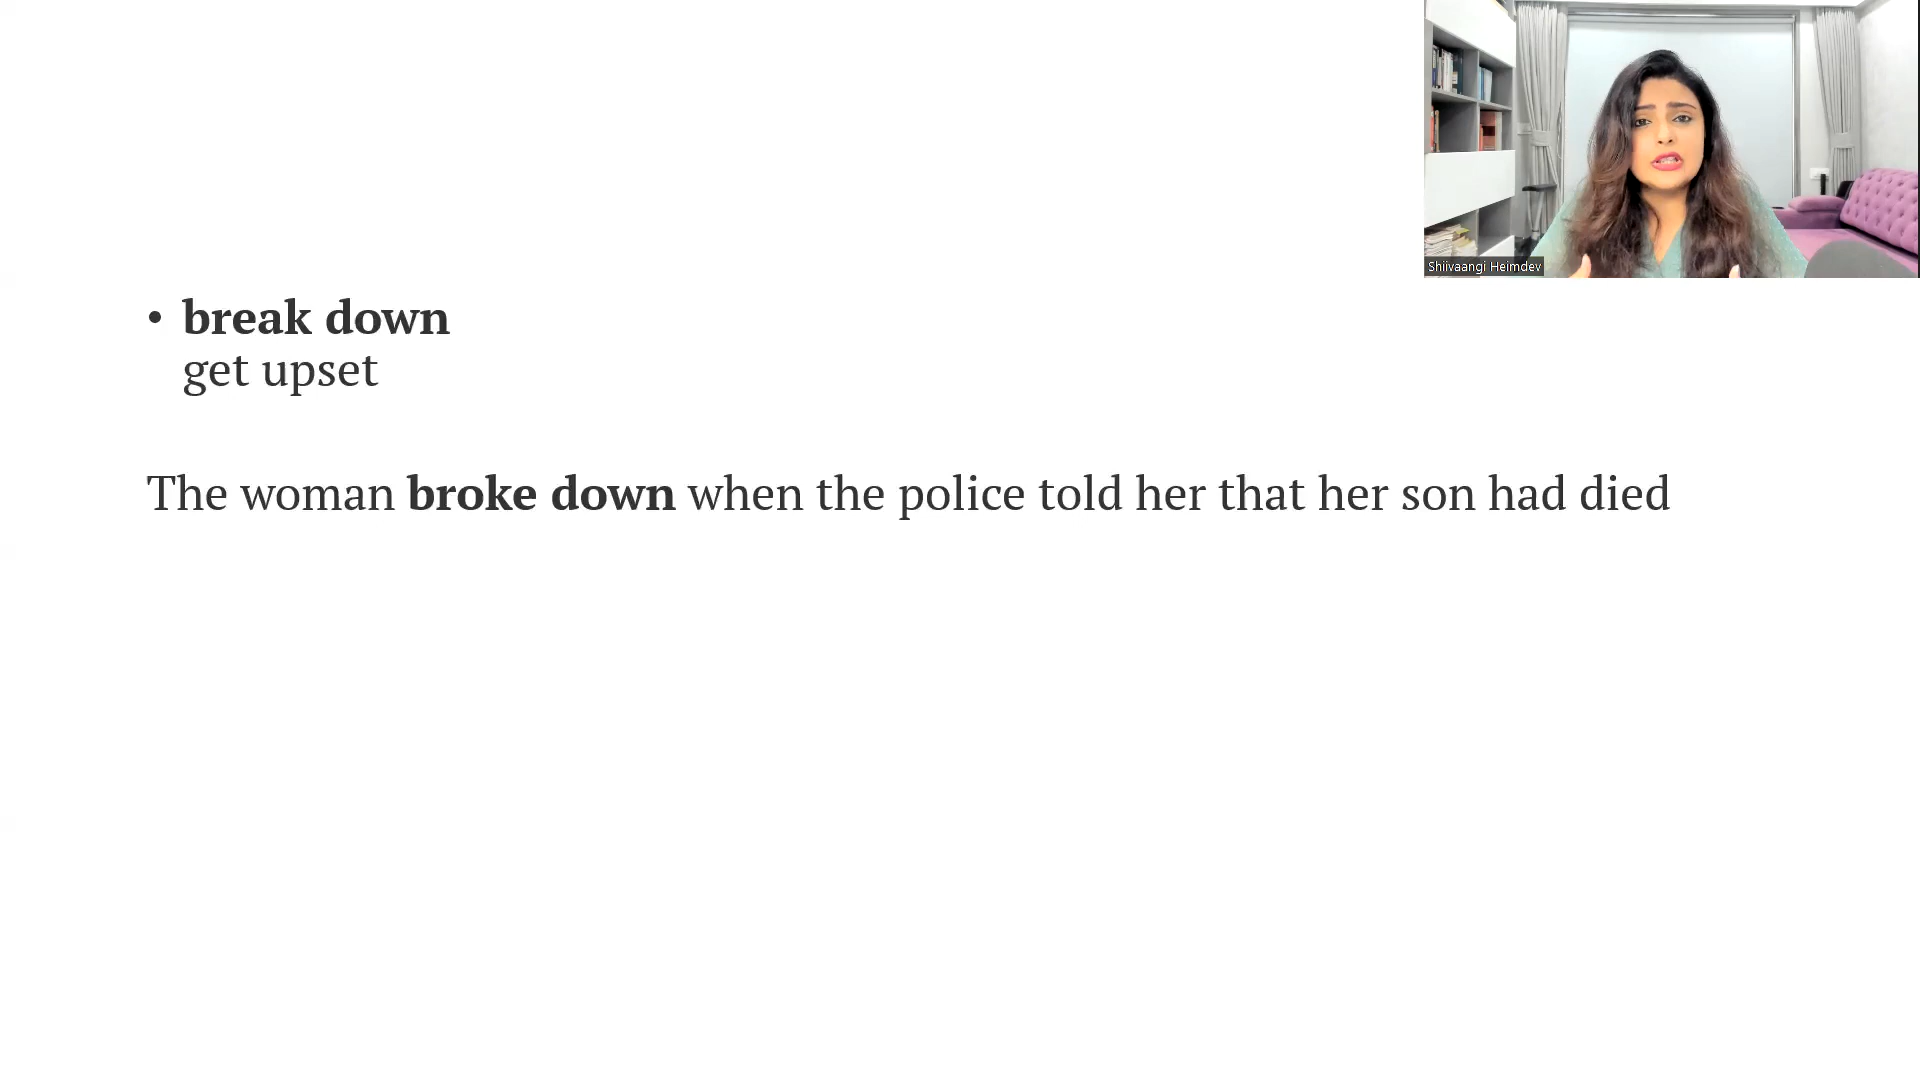 Shiivaangi Heimdev
• break down
get upset
The woman broke down when the police told her that her son had died